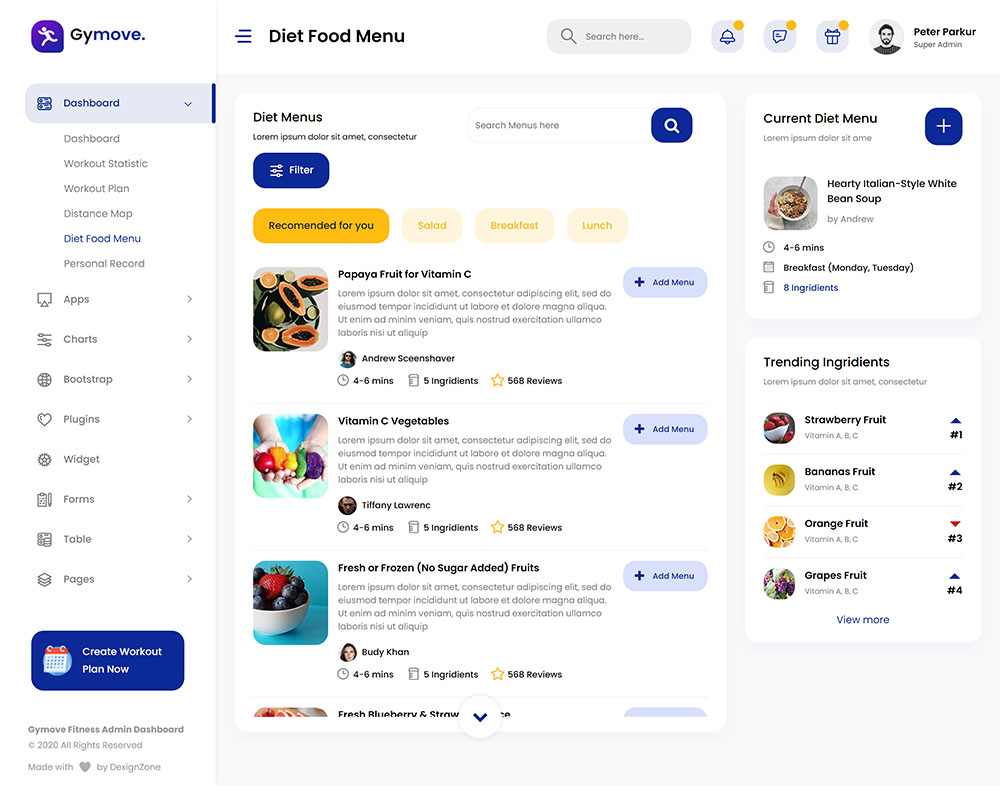 Gymove.
Diet Food Menu
Search here...
Peter Parkur
Super Admin
Dashboard
Dashboard
Workout Statistic
Workout Plan
Distance Map
Diet Food Menu
Personal Record
Apps
Charts
Bootstrap
Plugins
Widget
Forms
Table
Pages
Create Workout
Plan Now
Gymove Fitness Admin Dashboard
© 2020 All Rights Reserved
Made with by DexignZone
Diet Menus
Lorem ipsum dolor sit amet, consectetur
Search Menus here
Filter
Recomended for you
Salad
Breakfast
Lunch
Papaya Fruit for Vitamin C
Lorem ipsum dolor sit amet, consectetur adipiscing elit, sed do
eiusmod tempor incididunt ut labore et dolore magna aliqua.
Ut enim ad minim veniam, quis nostrud exercitation ullamco
laboris nisi ut aliquip
Andrew Sceenshaver
4-6 mins
5 Ingridients
568 Reviews
Add Menu
Vitamin C Vegetables
Lorem ipsum dolor sit amet, consectetur adipiscing elit, sed do
eiusmod tempor incididunt ut labore et dolore magna aliqua.
Ut enim ad minim veniam, quis nostrud exercitation ullamco
laboris nisi ut aliquip
Tiffany Lawrenc
4-6 mins
5 Ingridients
568 Reviews
Add Menu
Fresh or Frozen (No Sugar Added) Fruits
Lorem ipsum dolor sit amet, consectetur adipiscing elit, sed do
eiusmod tempor incididunt ut labore et dolore magna aliqua.
Ut enim ad minim veniam, quis nostrud exercitation ullamco
laboris nisi ut aliquip
Budy Khan
4-6 mins
5 Ingridients
568 Reviews
Add Menu
Fresh Blueberry &
Current Diet Menu
Lorem ipsum dolor sit ame
Hearty Italian-Style White
Bean Soup
by Andrew
4-6 mins
Breakfast (Monday, Tuesday)
8 Ingridients
Trending Ingridients
Lorem ipsum dolor sit amet, consectetur
Strawberry Fruit
Vitamin A, B, C
#1
Bananas Fruit
Vitamin A, B, C
#2
Orange Fruit
Vitamin A, B, C
#3
Grapes Fruit
Vitamin A, B, C
#4
View more